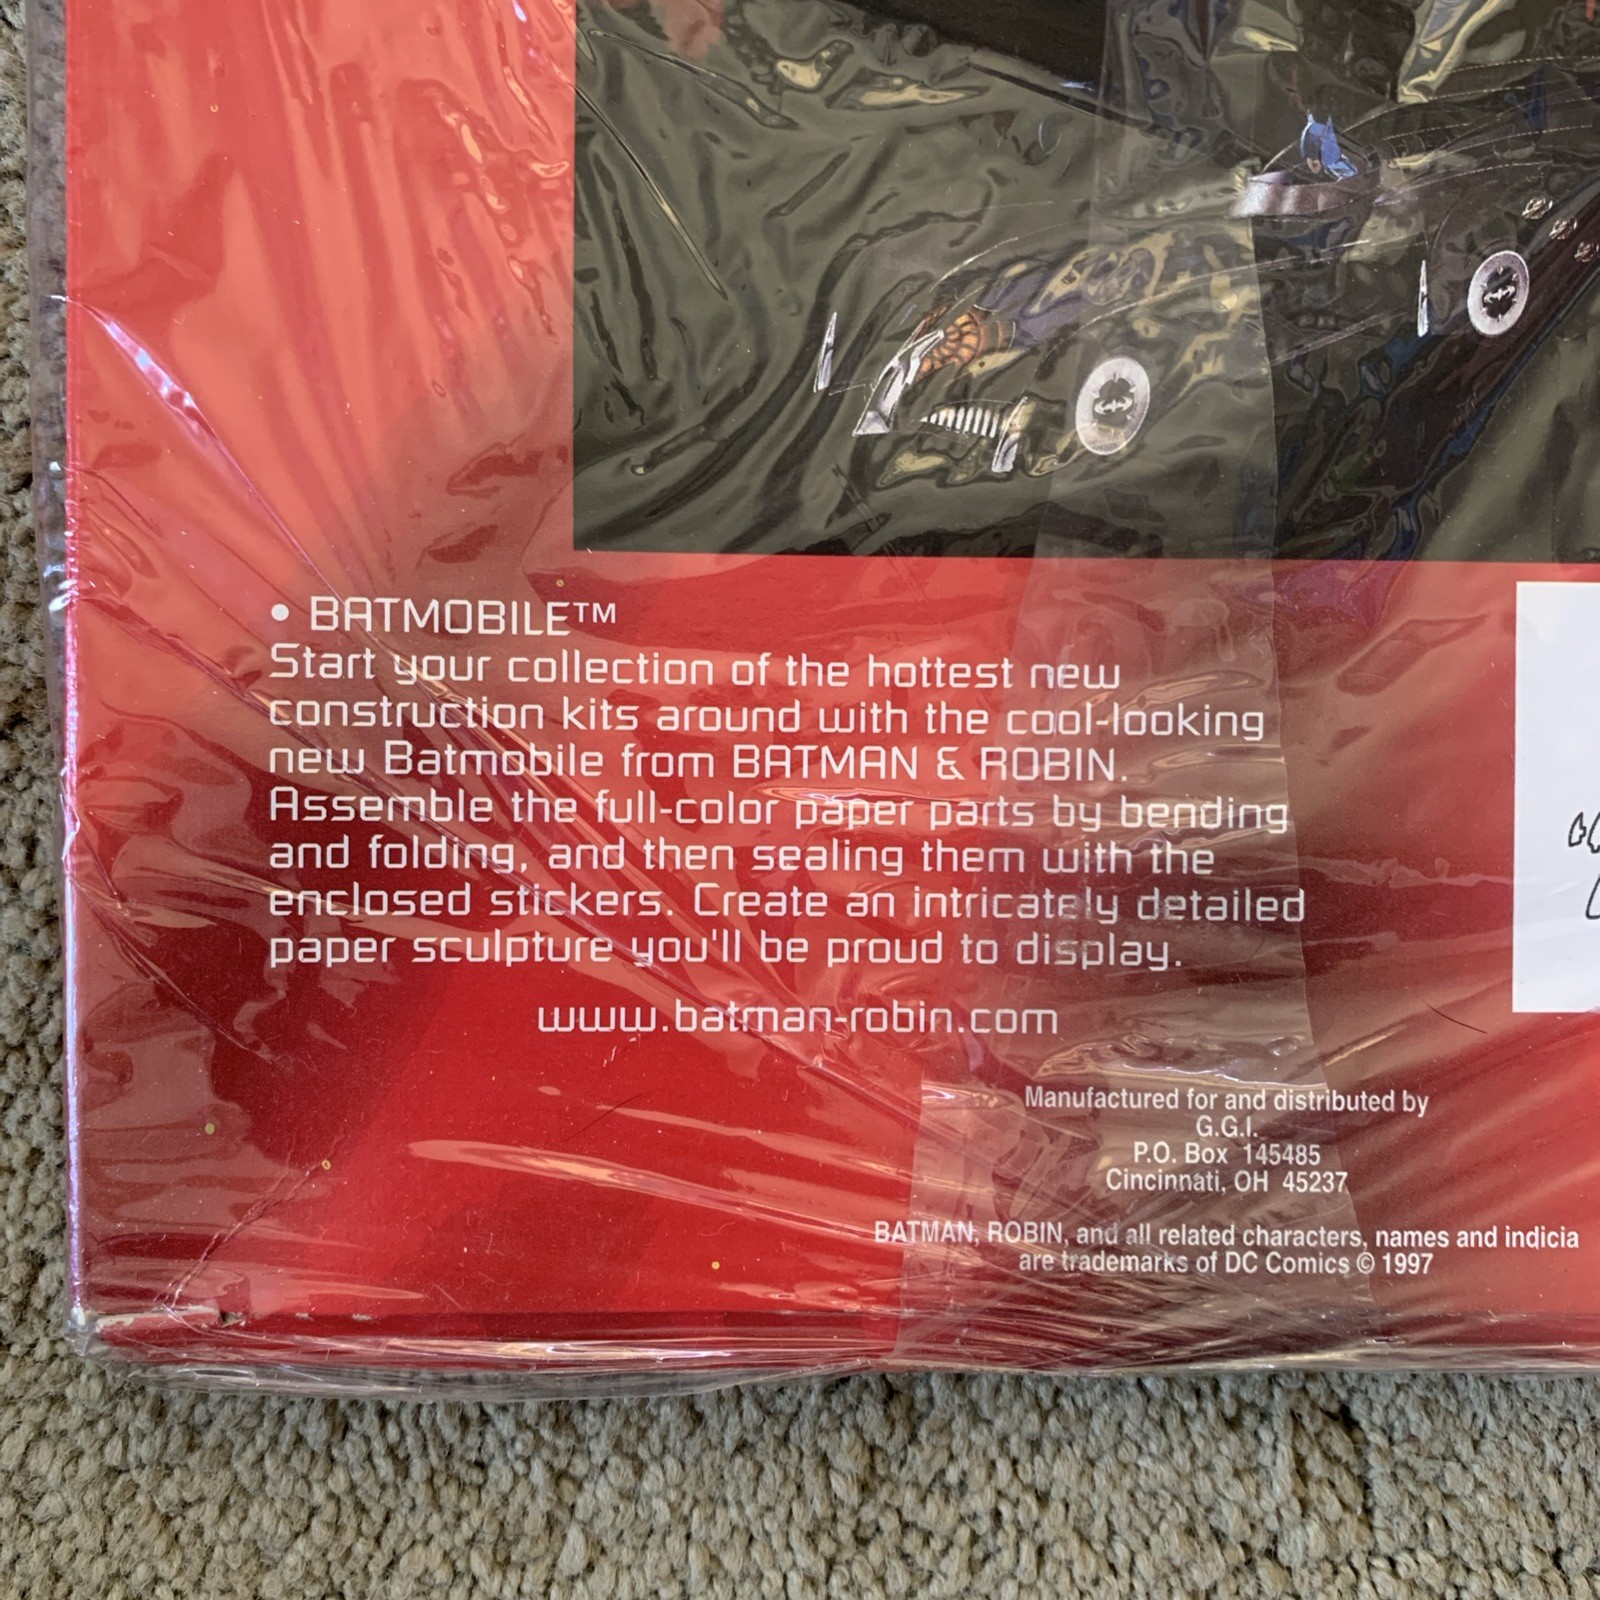 • BATMOBILE™
Start your collection of the hottest new
construction kits around with the cool-looking
new Batmobile from BATMAN & ROBIN.
Assemble the full-color paper parts by bending
and folding, and then sealing them with the
enclosed stickers. Create an intricately detailed
paper sculpture you'll be proud to display.
www.batman-robin.com
Manufactured for and distributed by
G.G.I.
P.O. Box 145485
Cincinnati, OH 45237
BATMAN, ROBIN, and all related characters, names and indicia
are trademarks of DC Comics © 1997